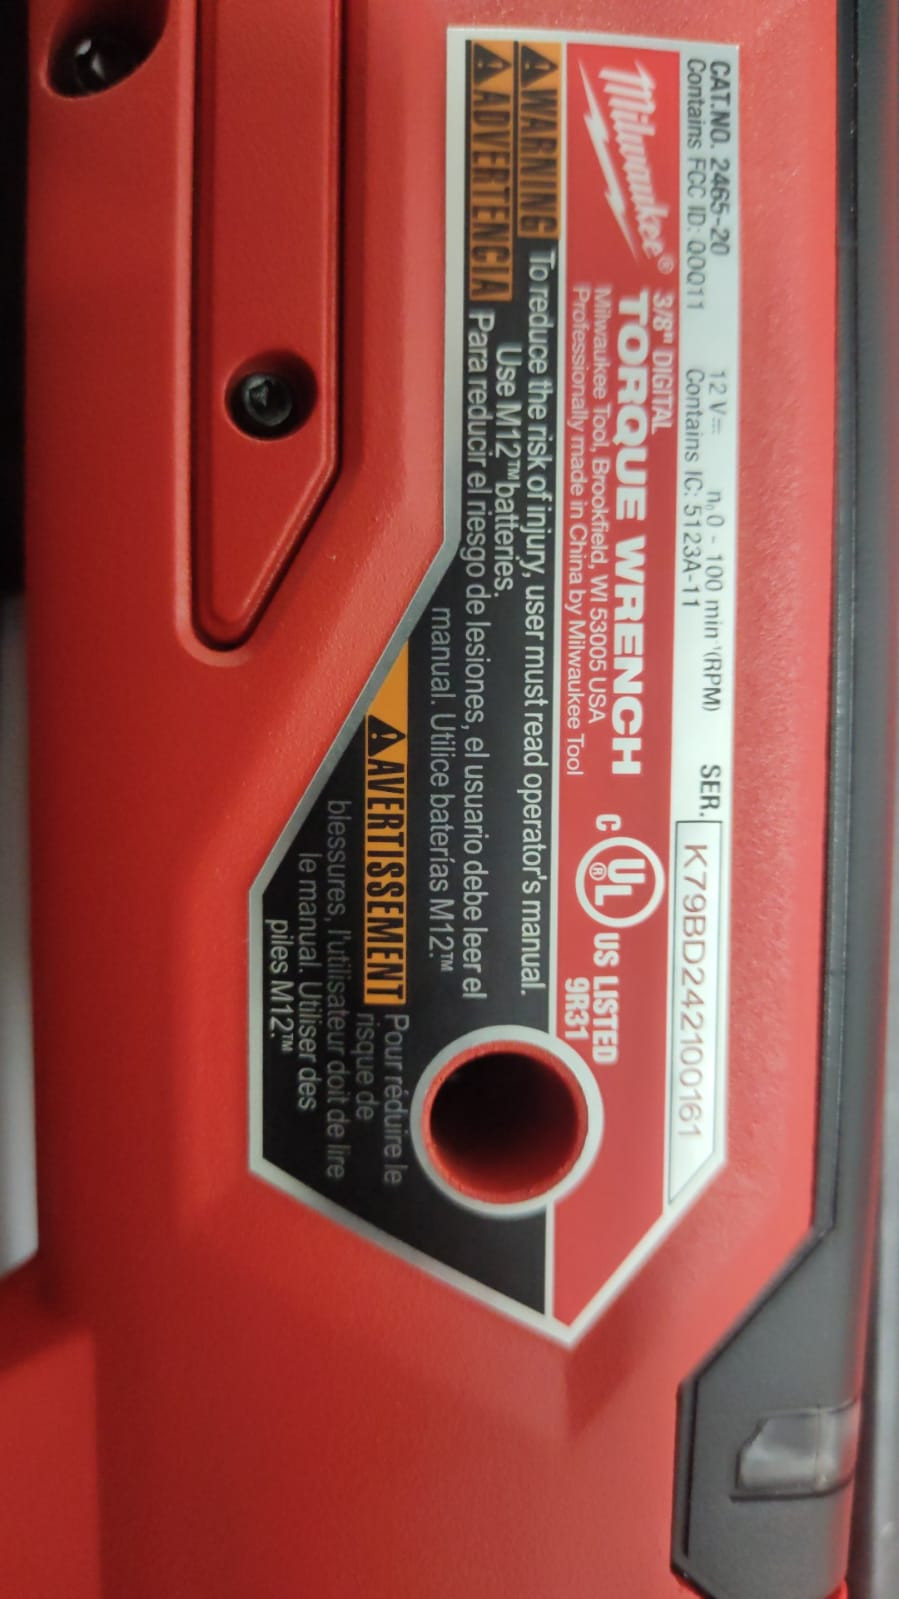 CAT.NO. 2465-20 12 V⎓ n₀ 0 - 100 min⁻¹(RPM) SER. K79BD242100161
Contains FCC ID: QOQ11 Contains IC: 5123A-11
Milwaukee®
3/8" DIGITAL
TORQUE WRENCH
Milwaukee Tool, Brookfield, WI 53005 USA
Professionally made in China by Milwaukee Tool
C UL® US LISTED
9R31
⚠WARNING To reduce the risk of injury, user must read operator's manual.
Use M12™ batteries.
⚠ADVERTENCIA Para reducir el riesgo de lesiones, el usuario debe leer el
manual. Utilice baterías M12™.
⚠AVERTISSEMENT Pour réduire le
risque de
blessures, l'utilisateur doit de lire
le manual. Utiliser des
piles M12™.